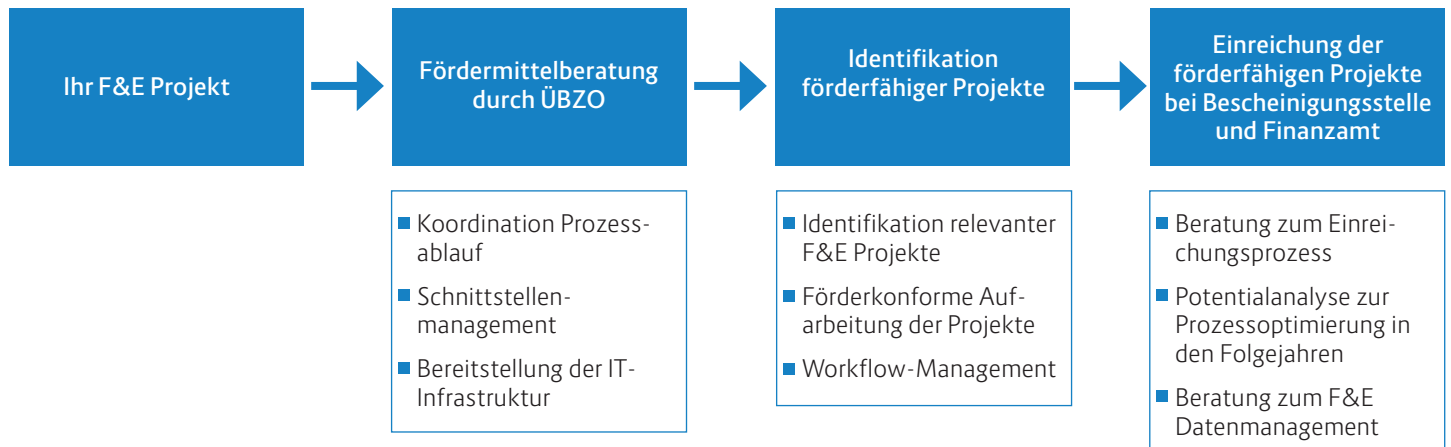 Ihr F&E Projekt
Fördermittelberatung
durch ÜBZO
Identifikation
förderfähiger Projekte
Einreichung der
förderfähigen Projekte
bei Bescheinigungsstelle
und Finanzamt
Koordination Prozess-
ablauf
Schnittstellen-
management
Bereitstellung der IT-
Infrastruktur
Identifikation relevanter
F&E Projekte
Förderkonforme Auf-
arbeitung der Projekte
Workflow-Management
Beratung zum Einrei-
chungsprozess
Potentialanalyse zur
Prozessoptimierung in
den Folgejahren
Beratung zum F&E
Datenmanagement